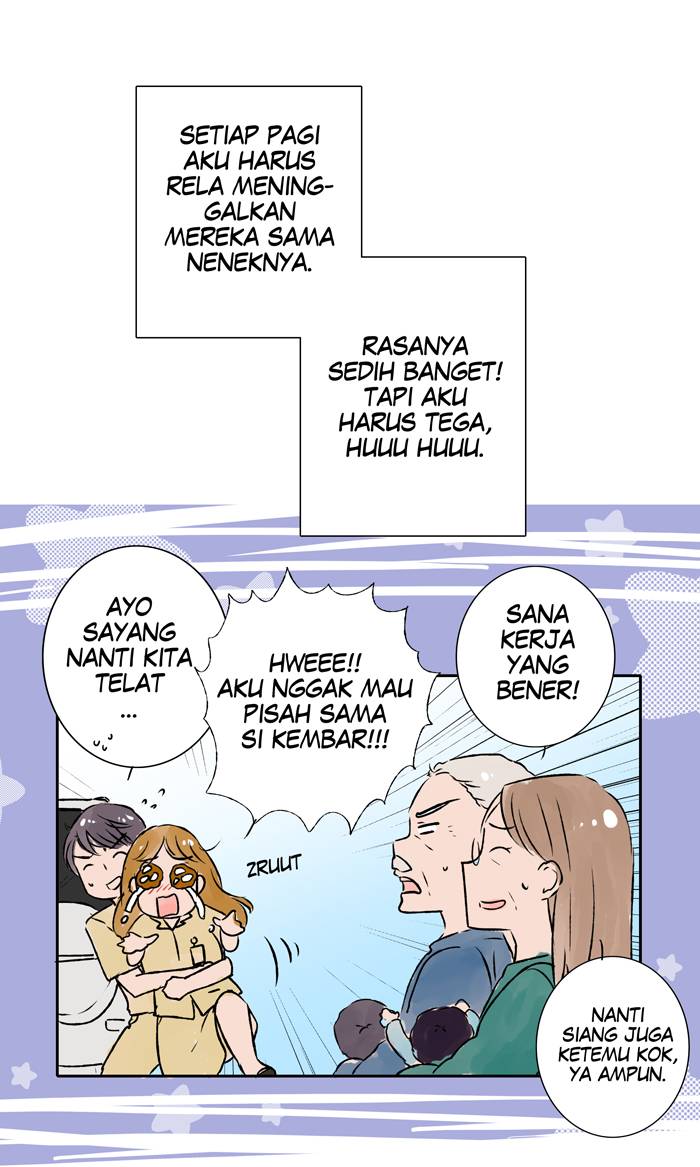 SETIAP PAGI
AKU HARUS
RELA MENING-
GALKAN
MEREKA SAMA
NENEKNYA.
RASANYA
SEDIH BANGET!
TAPI AKU
HARUS TEGA,
HUUU HUUU.
AYO
SAYANG
NANTI KITA
TELAT
...
HWEEE!!
AKU NGGAK MAU
PISAH SAMA
SI KEMBAR!!!
SANA
KERJA
YANG
BENER!
ZRUUT
NANTI
SIANG JUGA
KETEMU KOK,
YA AMPUN.